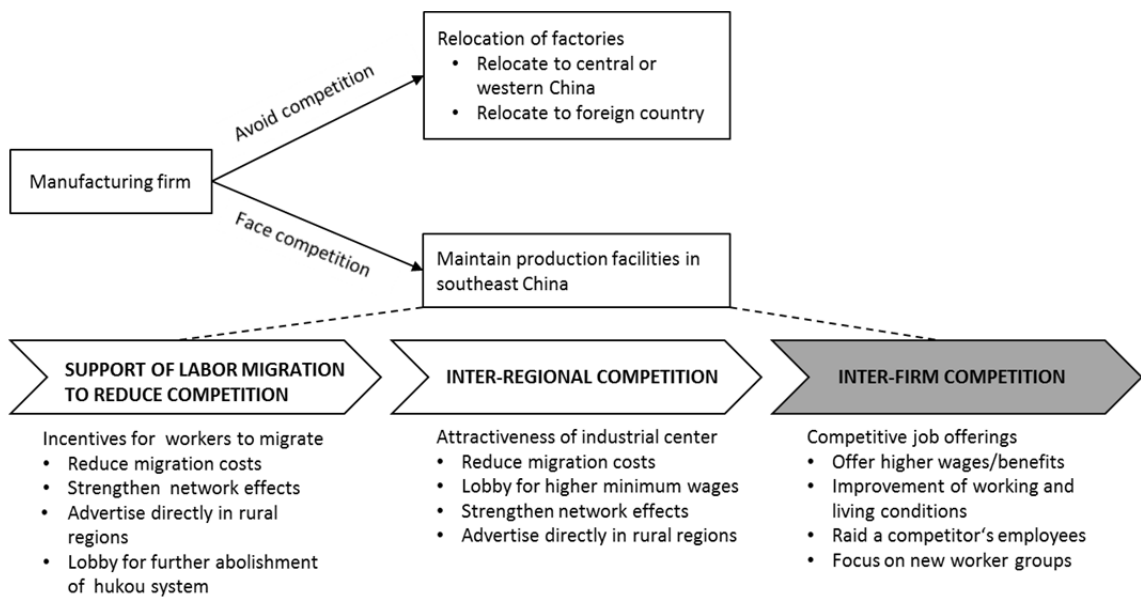 Relocation of factories
• Relocate to central or
western China
• Relocate to foreign country
Avoid competition
Manufacturing firm
Face competition
Maintain production facilities in
southeast China
SUPPORT OF LABOR MIGRATION
TO REDUCE COMPETITION
Incentives for workers to migrate
• Reduce migration costs
• Strengthen network effects
• Advertise directly in rural
regions
• Lobby for further abolishment
of hukou system
INTER-REGIONAL COMPETITION
Attractiveness of industrial center
• Reduce migration costs
• Lobby for higher minimum wages
• Strengthen network effects
• Advertise directly in rural regions
INTER-FIRM COMPETITION
Competitive job offerings
• Offer higher wages/benefits
• Improvement of working and
living conditions
• Raid a competitor‘s employees
• Focus on new worker groups